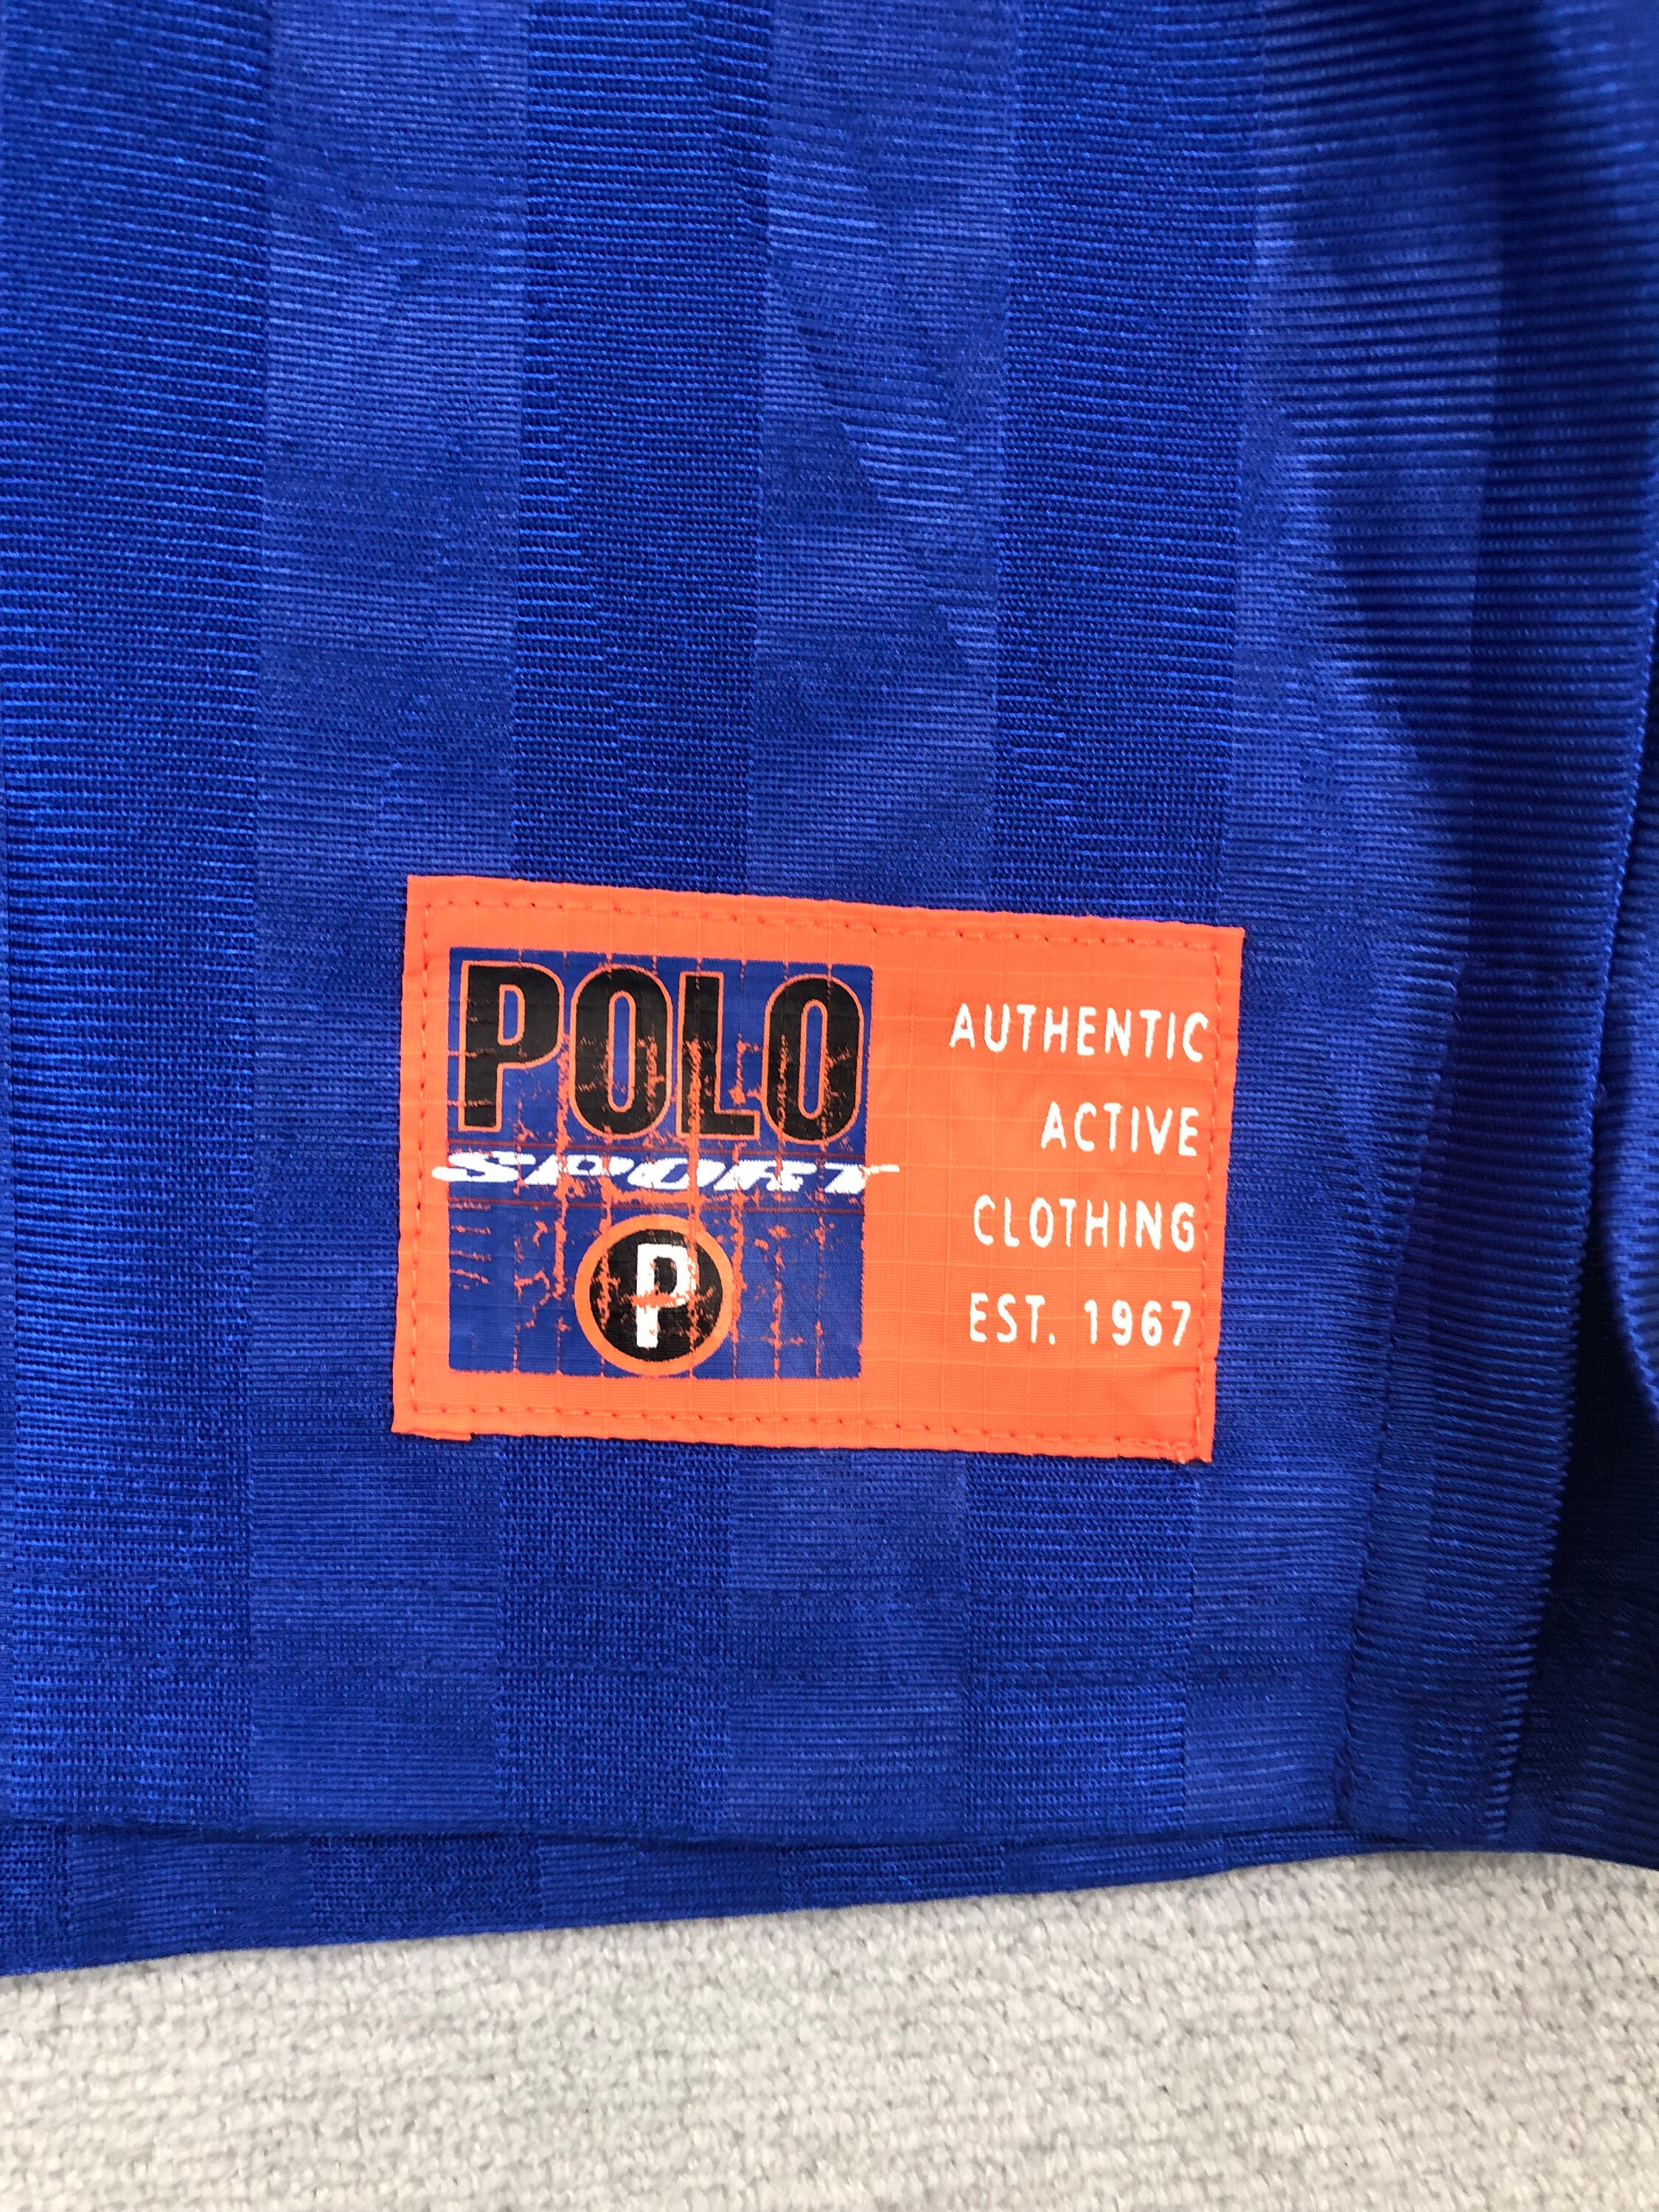 POLO
SPORT
P
AUTHENTIC
ACTIVE
CLOTHING
EST. 1967